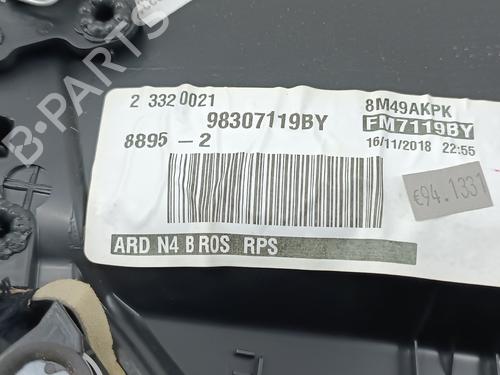 2 332 0021
98307119BY
8895 - 2
8M49AKPK
FM7119BY
16/11/2018 22:55
€94.1331
ARD N4 B ROS RPS
B-PARTS